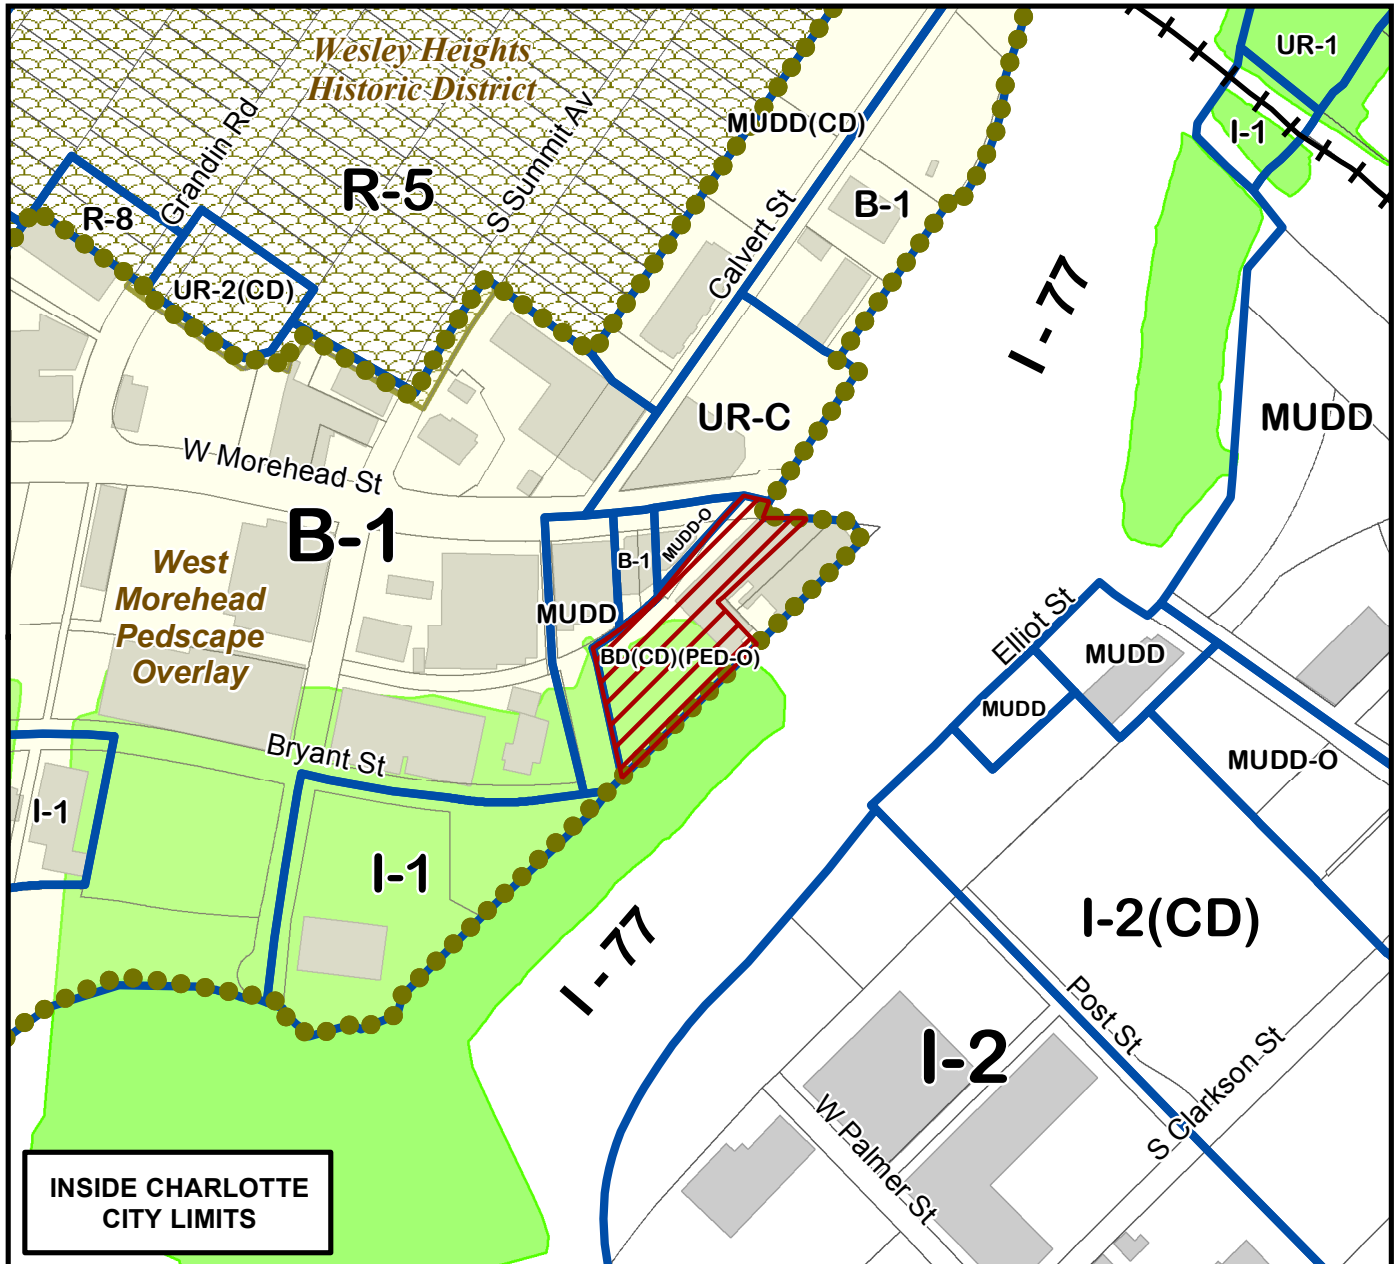 UR-1
Wesley Heights
Historic District
MUDD(CD)
I-1
Grandin Rd
S Summit Av
R-5
R-8
B-1
Calvert St
UR-2(CD)
I - 77
UR-C
MUDD
W Morehead St
B-1
MUDD-O
B-1
West
Morehead
Pedscape
Overlay
MUDD
BD(CD)(PED-O)
Elliot St
MUDD
MUDD
Bryant St
MUDD-O
I-1
I-1
I-2(CD)
I - 77
Post St
I-2
S Clarkson St
W Palmer St
INSIDE CHARLOTTE
CITY LIMITS